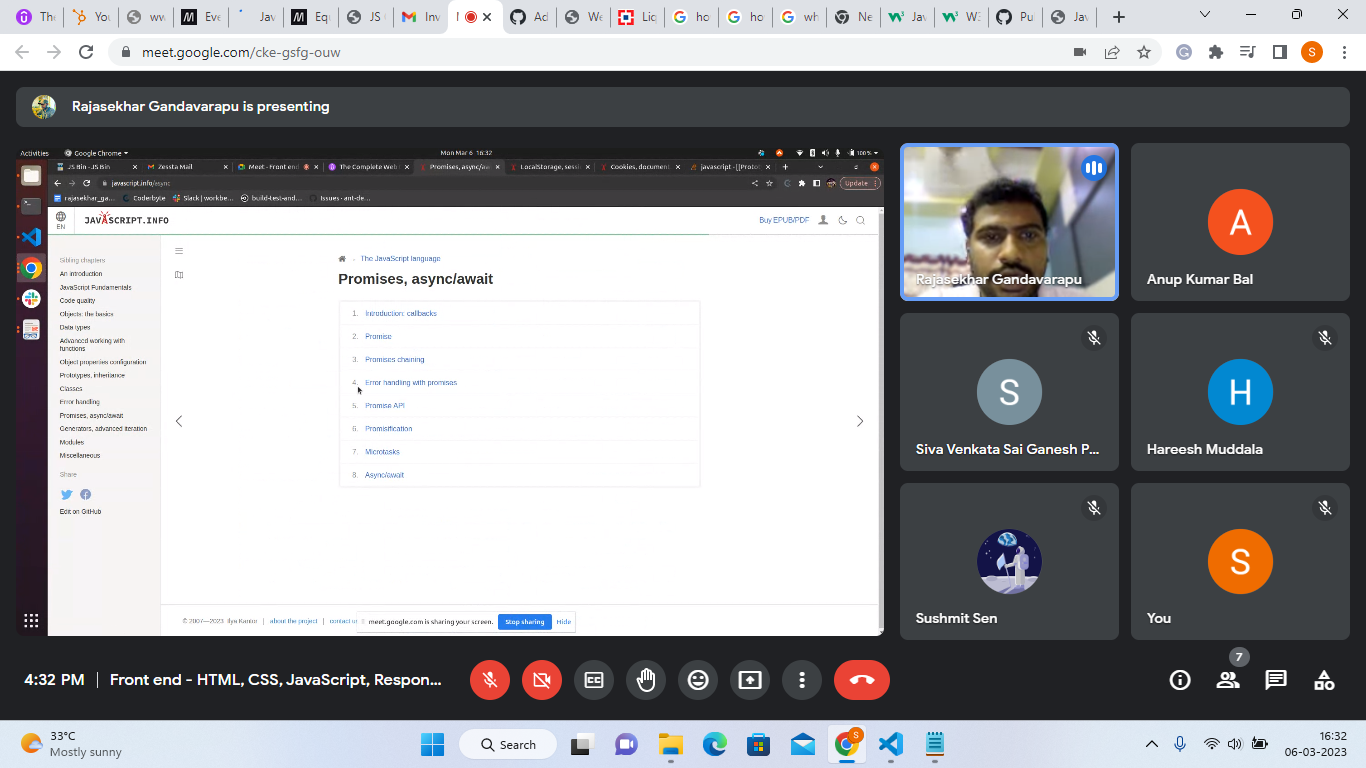 The
You
ww
Eve
Jav
Equ
JS (
Inv
Ad
We
Liq
ho
ho
wh
Ne
Jav
W3
Pu
Jav
meet.google.com/cke-gsfg-ouw
S
Rajasekhar Gandavarapu is presenting
Activities
Google Chrome
Mon Mar 6 16:32
100 %
JS Bin - JS Bin
Zessta Mail
Meet - Front end
The Complete Web
Promises, async/aw
LocalStorage, sessi
Cookies, document
javascript - [[Proto
javascript.info/async
Update
rajasekhar_ga...
Coderbyte
Slack | workbe...
build-test-and...
Issues · ant-de...
EN
JAVASCRIPT.INFO
Buy EPUB/PDF
Sibling chapters
An introduction
JavaScript Fundamentals
Code quality
Objects: the basics
Data types
Advanced working with
functions
Object properties configuration
Prototypes, inheritance
Classes
Error handling
Promises, async/await
Generators, advanced iteration
Modules
Miscellaneous
Share
Edit on GitHub
The JavaScript language
Promises, async/await
1. Introduction: callbacks
2. Promise
3. Promises chaining
4. Error handling with promises
5. Promise API
6. Promisification
7. Microtasks
8. Async/await
© 2007—2023 Ilya Kantor
about the project
contact us
meet.google.com is sharing your screen.
Stop sharing
Hide
Rajasekhar Gandavarapu
A
Anup Kumar Bal
S
Siva Venkata Sai Ganesh P...
H
Hareesh Muddala
Sushmit Sen
S
You
4:32 PM | Front end - HTML, CSS, JavaScript, Respon...
7
33°C
Mostly sunny
Search
S
16:32
06-03-2023